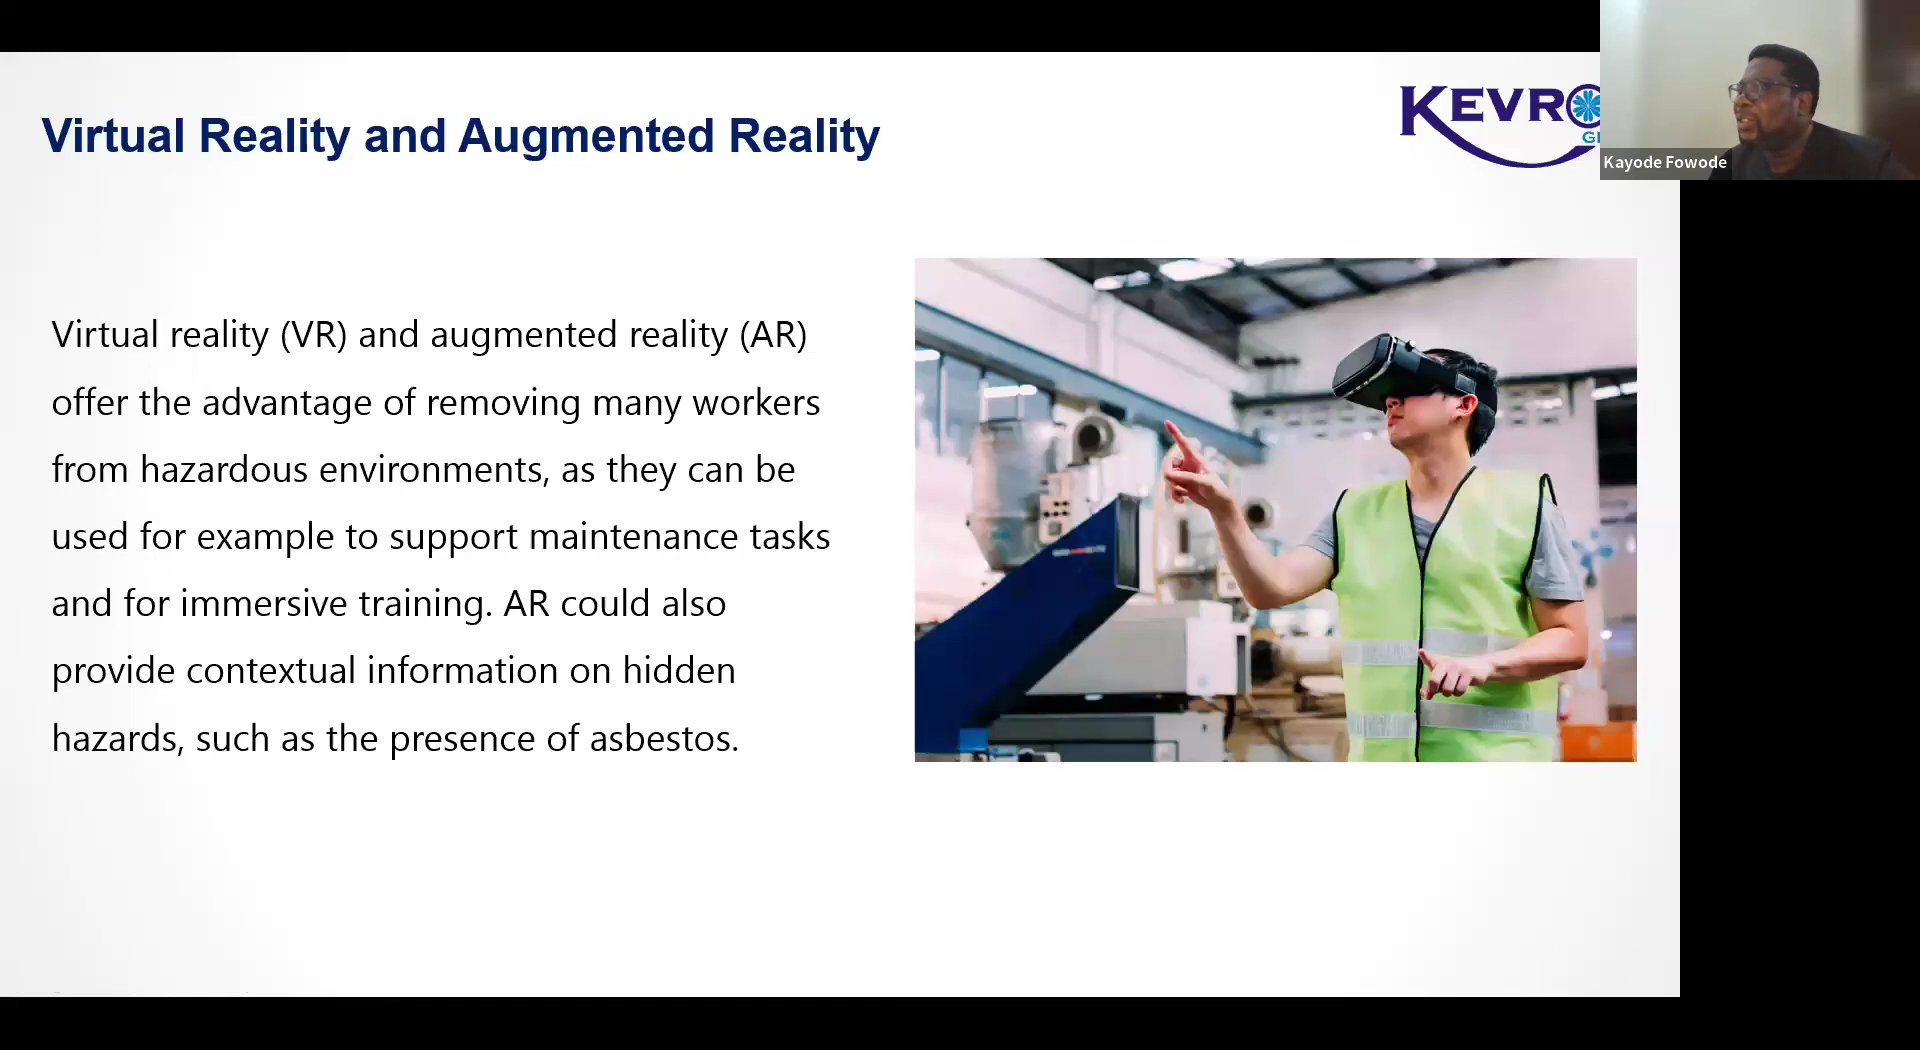 Virtual Reality and Augmented Reality
KEVR
Kayode Fowode
Virtual reality (VR) and augmented reality (AR)
offer the advantage of removing many workers
from hazardous environments, as they can be
used for example to support maintenance tasks
and for immersive training. AR could also
provide contextual information on hidden
hazards, such as the presence of asbestos.